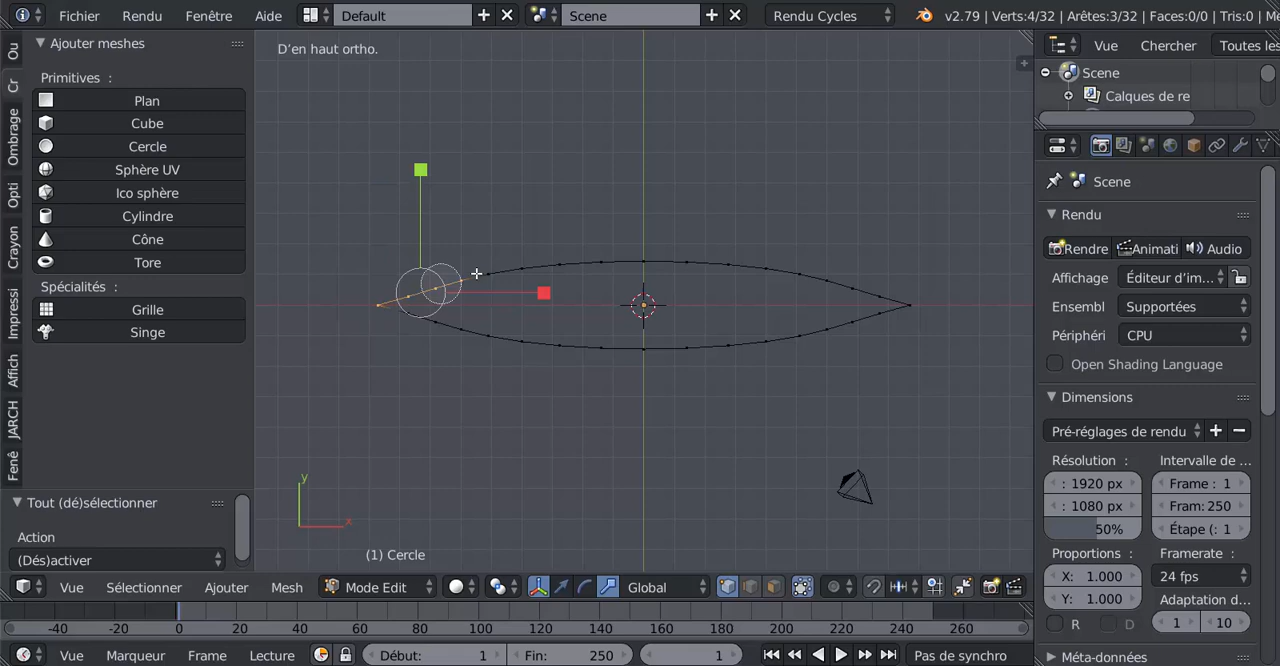 Fichier Rendu Fenêtre Aide Default Scene Rendu Cycles v2.79 | Verts:4/32 | Arêtes:3/32 | Faces:0/0 | Tris:0 |
Ajouter meshes
Primitives :
Plan
Cube
Cercle
Sphère UV
Ico sphère
Cylindre
Cône
Tore
Spécialités :
Grille
Singe
Ou
Cr
Ombrage
Opti
Crayon
Impressi
Affich
JARCH
Fenê
Tout (dé)sélectionner
Action
(Dés)activer
D'en haut ortho.
y
x
(1) Cercle
Vue Sélectionner Ajouter Mesh Mode Edit Global
-40 -20 0 20 40 60 80 100 120 140 160 180 200 220 240 260
Vue Marqueur Frame Lecture Début: 1 Fin: 250 1 Pas de synchro
Vue Chercher Toutes les
Scene
Calques de re
Scene
Rendu
Rendre Animati Audio
Affichage Éditeur d'im...
Ensembl Supportées
Périphéri CPU
Open Shading Language
Dimensions
Pré-réglages de rendu
Résolution : Intervalle de ...
: 1920 px Frame : 1
: 1080 px Fram: 250
50% Étape (: 1
Proportions : Framerate :
X: 1.000 24 fps
Y: 1.000 Adaptation d...
R D 1 10
Métadonnées